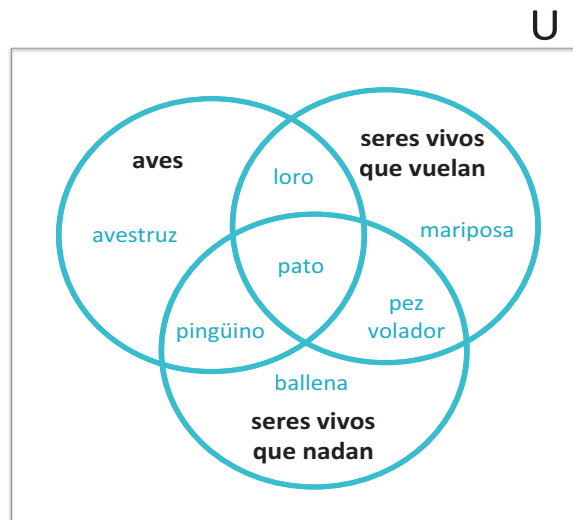 U
aves
seres vivos
que vuelan
loro
avestruz
mariposa
pato
pez
volador
pingüino
ballena
seres vivos
que nadan